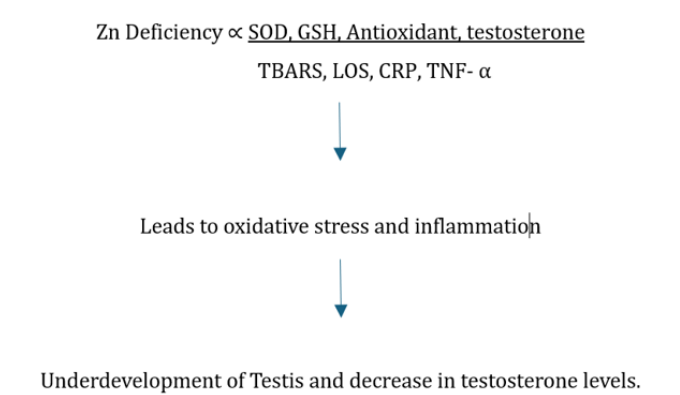 Zn Deficiency ∝ SOD, GSH, Antioxidant, testosterone
TBARS, LOS, CRP, TNF- α
Leads to oxidative stress and inflammation
Underdevelopment of Testis and decrease in testosterone levels.